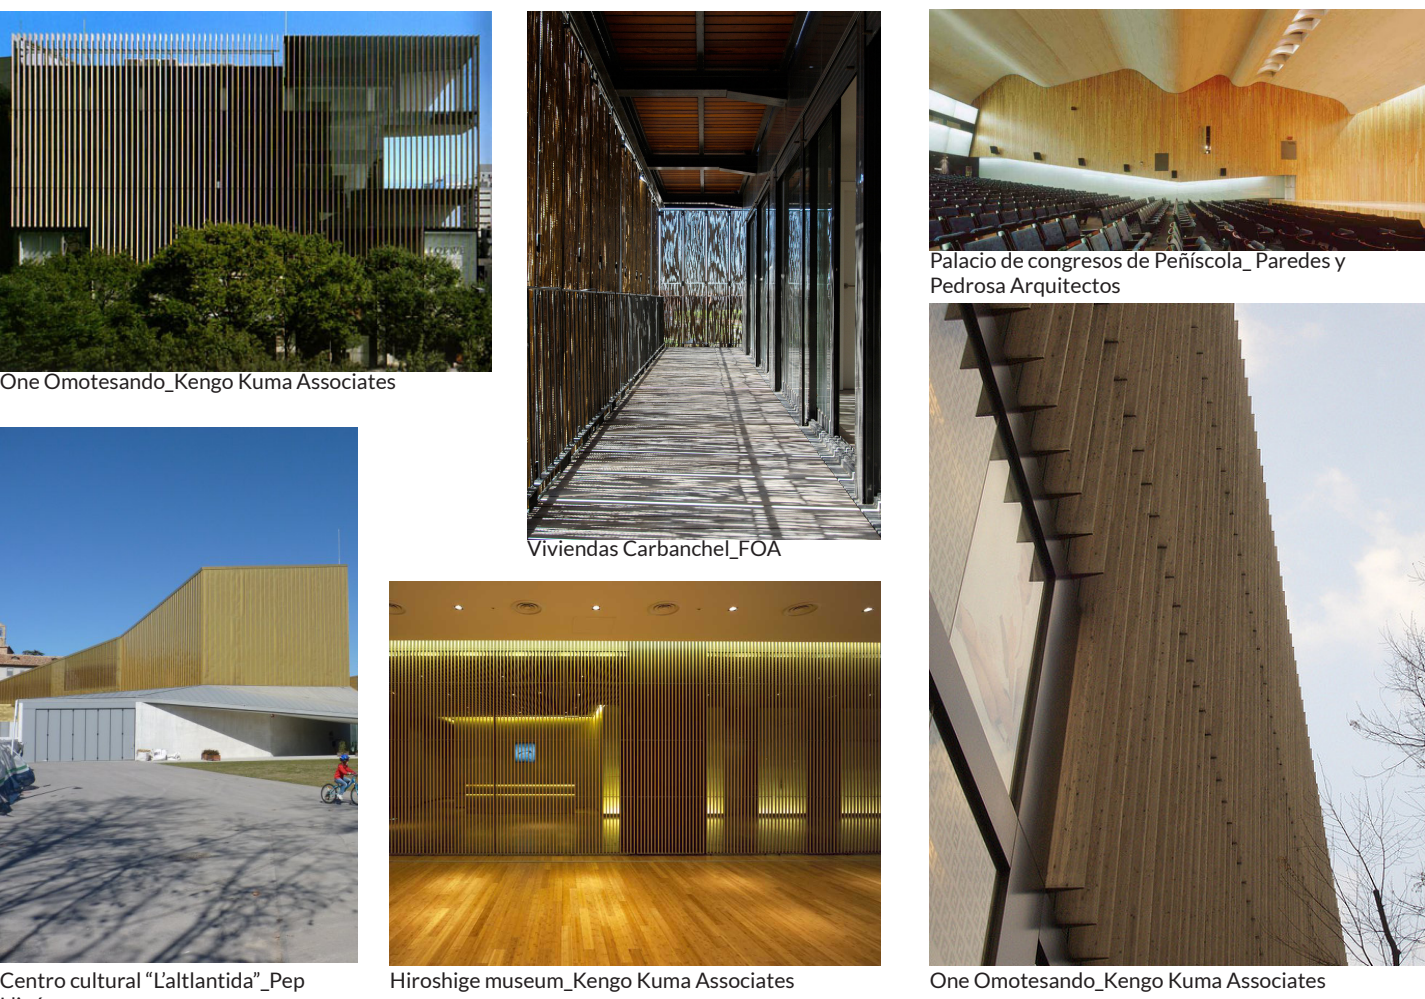 One Omotesando_Kengo Kuma Associates
Viviendas Carbanchel_FOA
Palacio de congresos de Peñíscola_ Paredes y
Pedrosa Arquitectos
Centro cultural “L’altlantida”_Pep
Hiroshige museum_Kengo Kuma Associates
One Omotesando_Kengo Kuma Associates